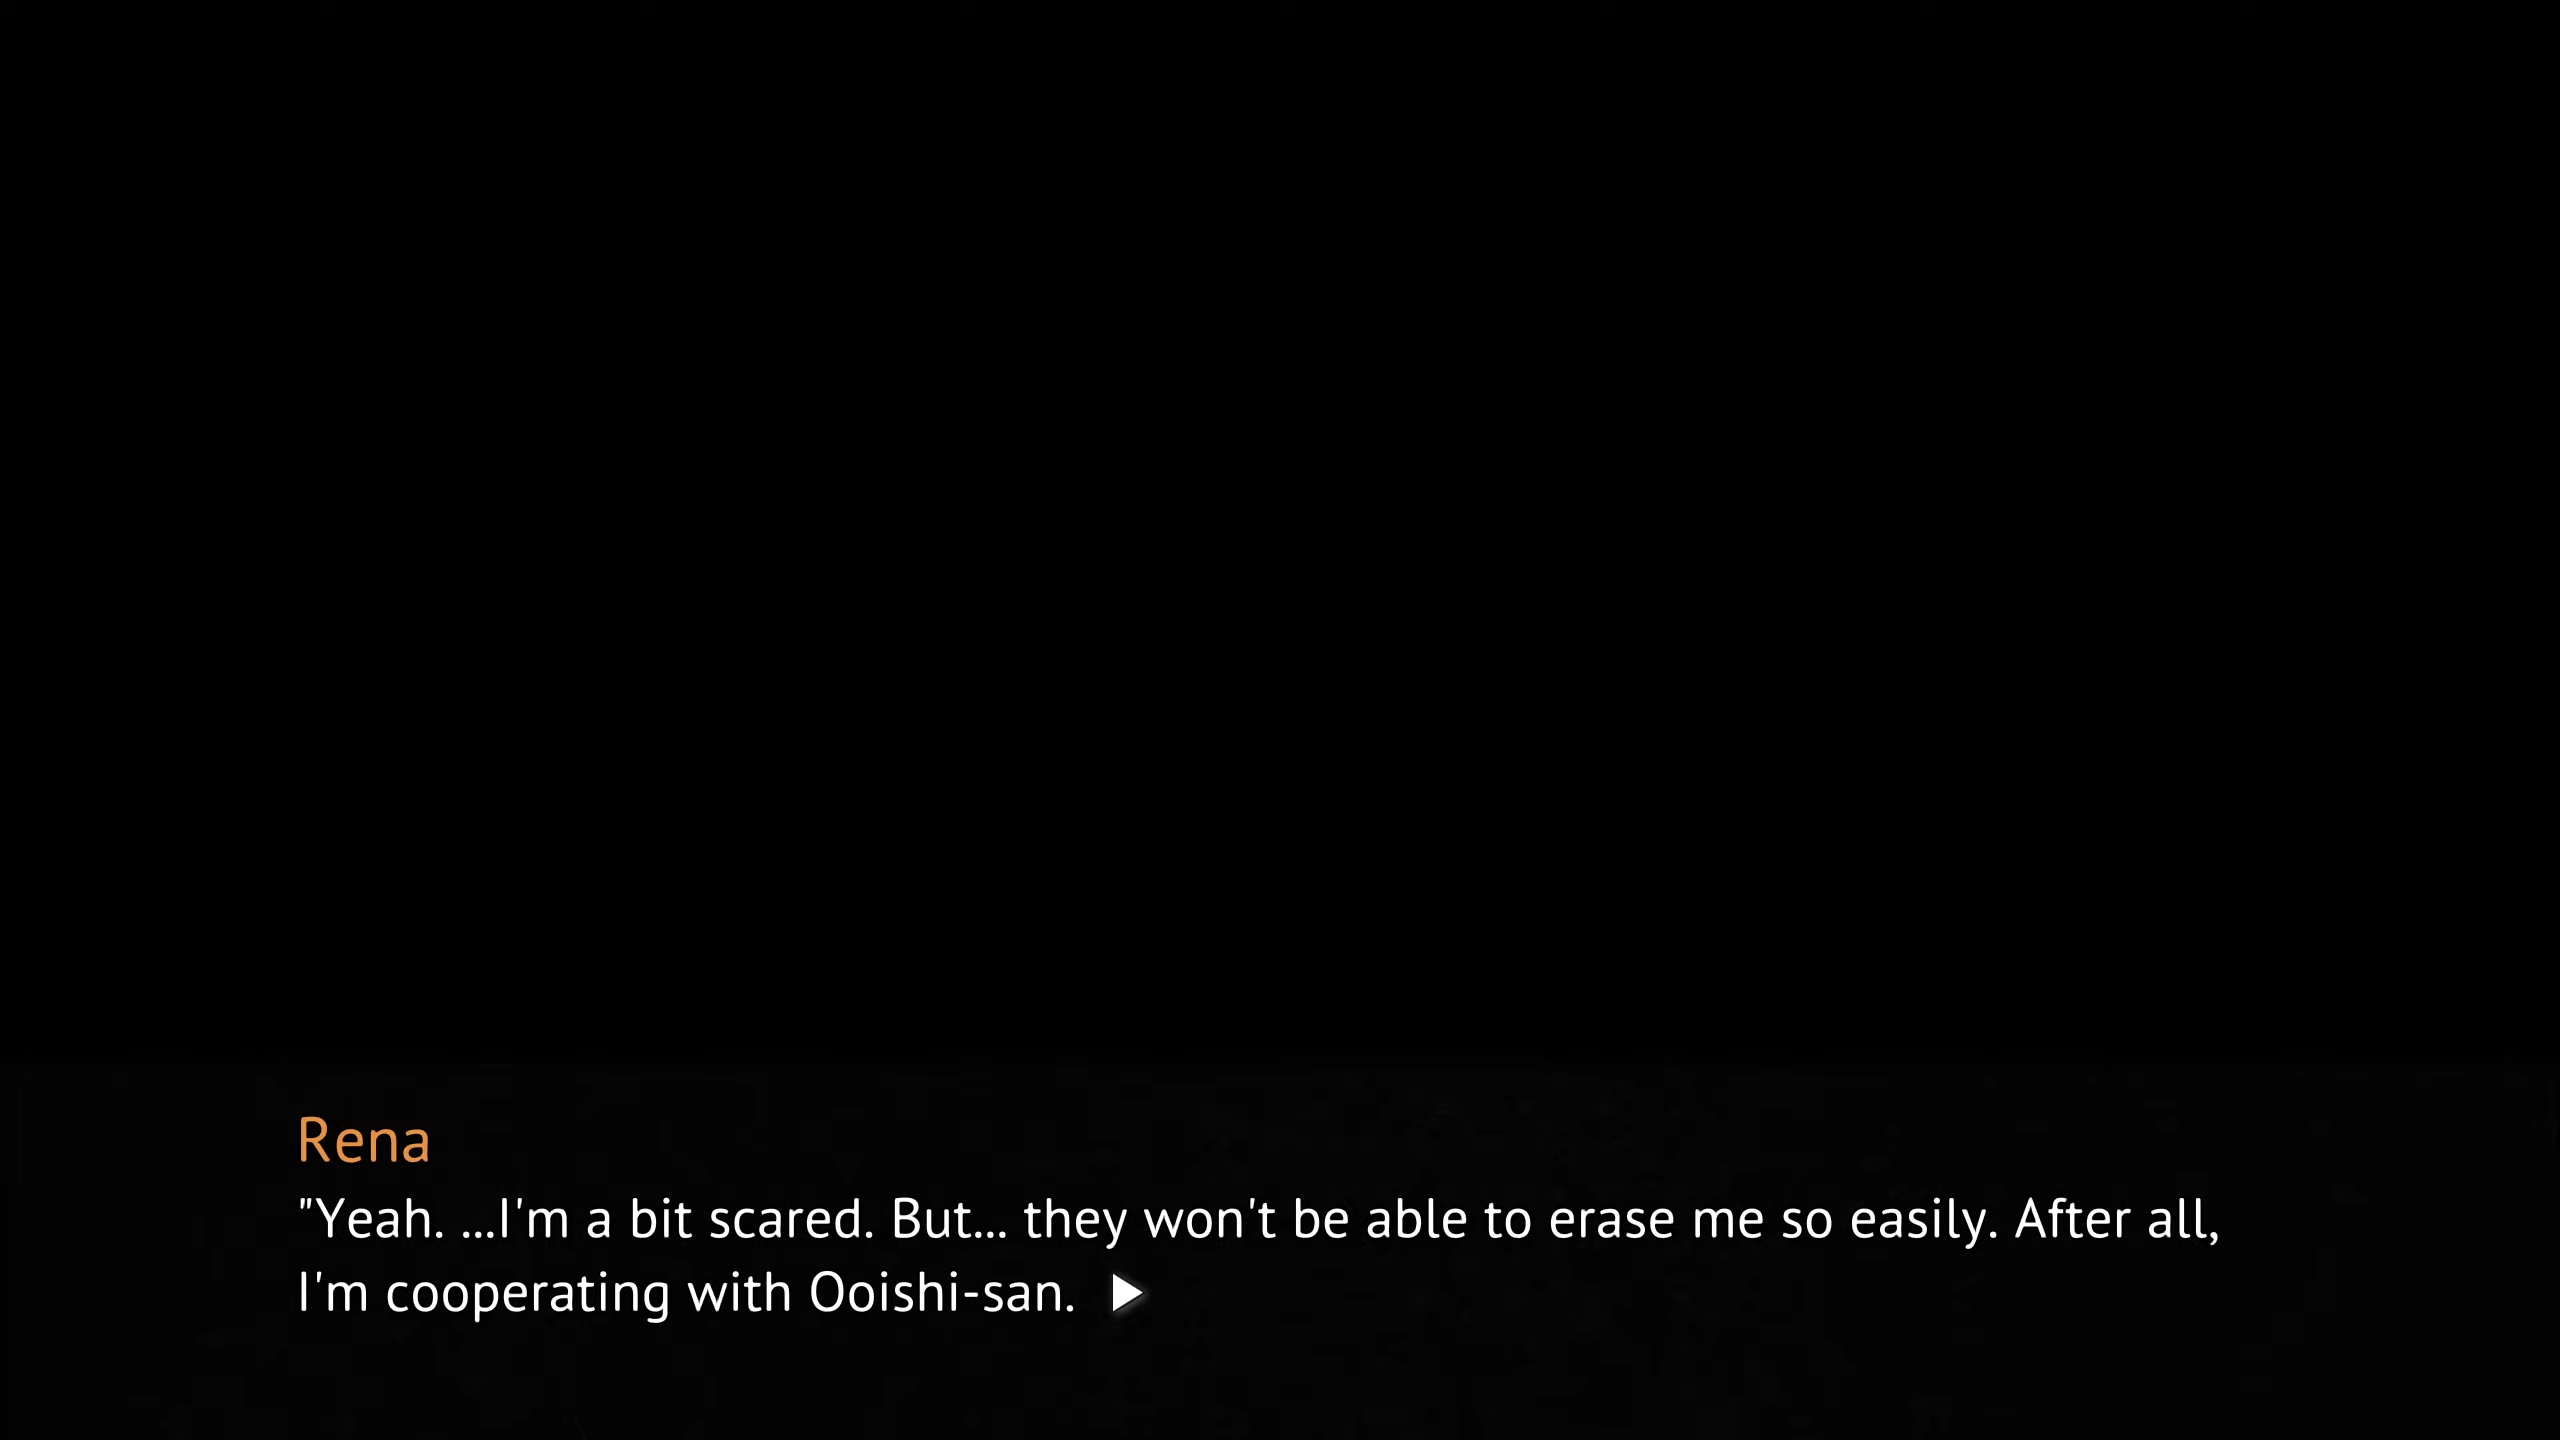 Rena
"Yeah. ...I'm a bit scared. But... they won't be able to erase me so easily. After all,
I'm cooperating with Ooishi-san.